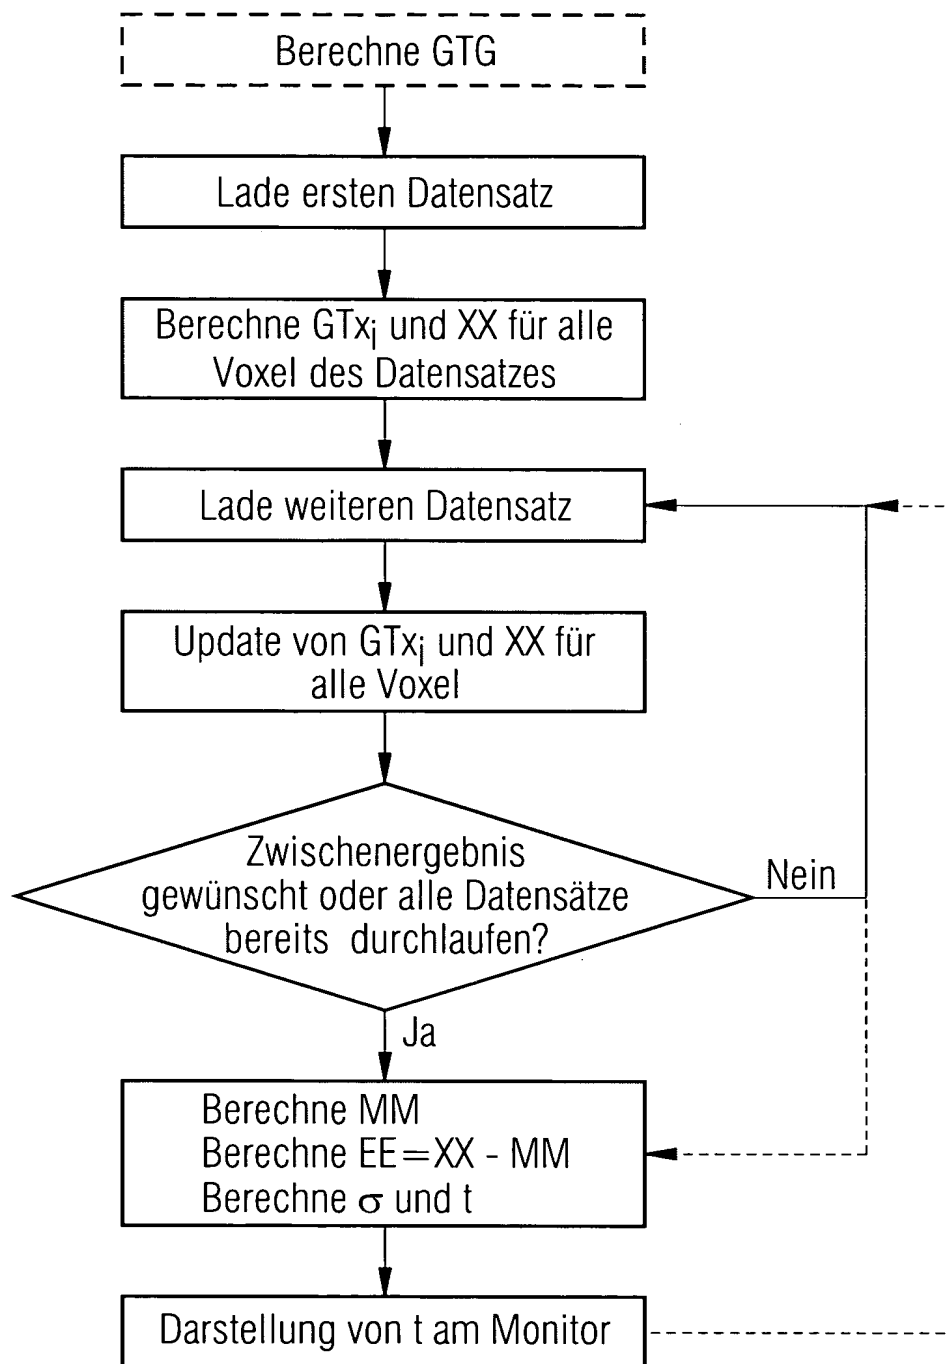 Berechne GTG
Lade ersten Datensatz
Berechne GTxj und XX für alle
Voxel des Datensatzes
Lade weiteren Datensatz
Update von GTxj und XX für
alle Voxel
Zwischenergebnis
gewünscht oder alle Datensätze
bereits durchlaufen?
Nein
Ja
Berechne MM
Berechne EE=XX - MM
Berechne σ und t
Darstellung von t am Monitor